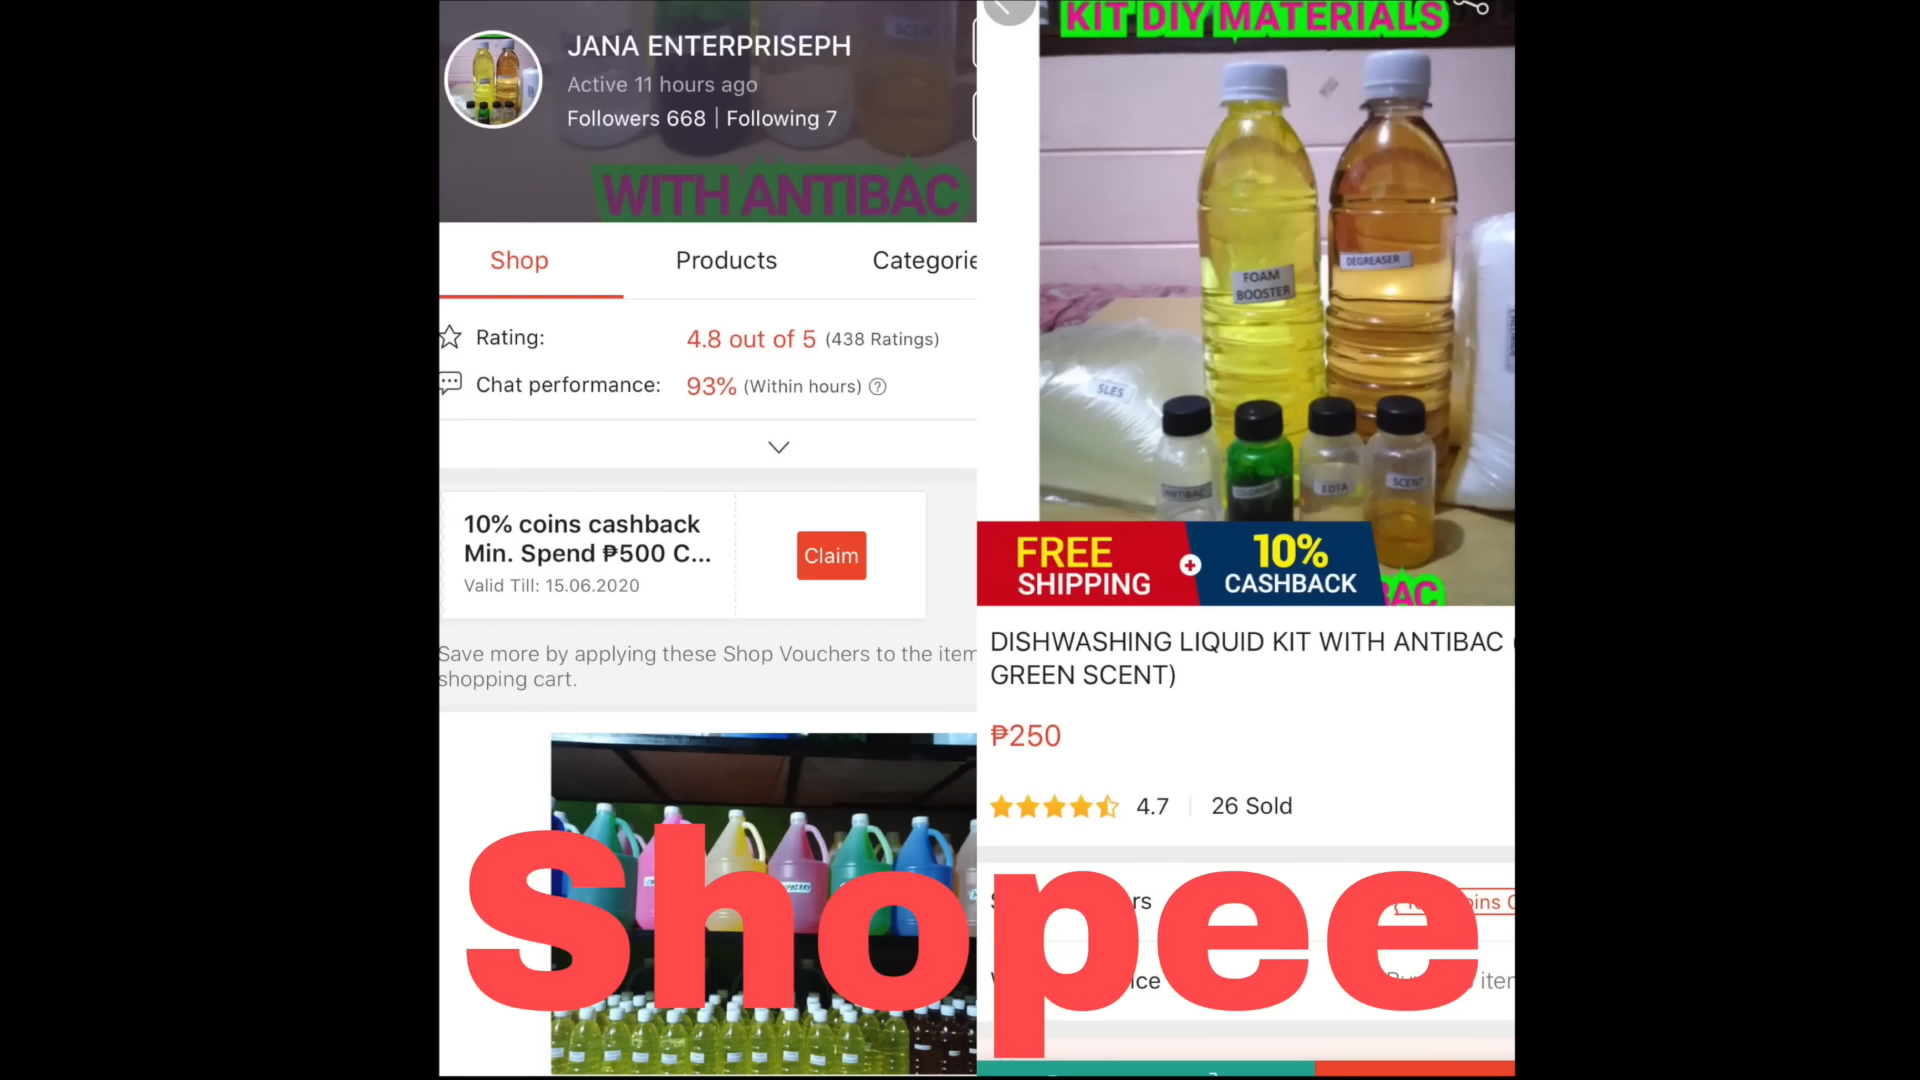 JANA ENTERPRISEPH
Active 11 hours ago
Followers 668 | Following 7
SCENT
WITH ANTIBAC
Shop
Products
Categorie
Rating:
4.8 out of 5 (438 Ratings)
Chat performance:
93% (Within hours) ?
10% coins cashback
Min. Spend ₱500 C...
Valid Till: 15.06.2020
Claim
Save more by applying these Shop Vouchers to the item
shopping cart.
KIT DIY MATERIALS
FOAM
BOOSTER
DEGREASER
SLES
ANTIBAC
COLORING
EDTA
SCENT
FREE
SHIPPING
10%
CASHBACK
BAC
DISHWASHING LIQUID KIT WITH ANTIBAC (
GREEN SCENT)
₱250
4.7
26 Sold
Shopee